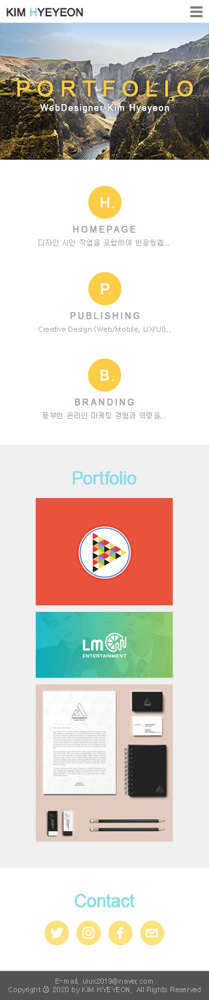 KIM HYEYEON
PORTFOLIO
WebDesigner Kim Hyeyeon
H.
HOMEPAGE
디자인 시안 작업을 포함하여 반응형웹...
P.
PUBLISHING
Creative Design (Web/Mobile, UX/UI)...
B.
BRANDING
풍부한 온라인 마케팅 경험과 역량을...
Portfolio
LM
ENTERTAINMENT
Contact
E-mail. uiux2019@naver.com
Copyright ⓒ 2020 by KIM HYEYEON, All Rights Reserved